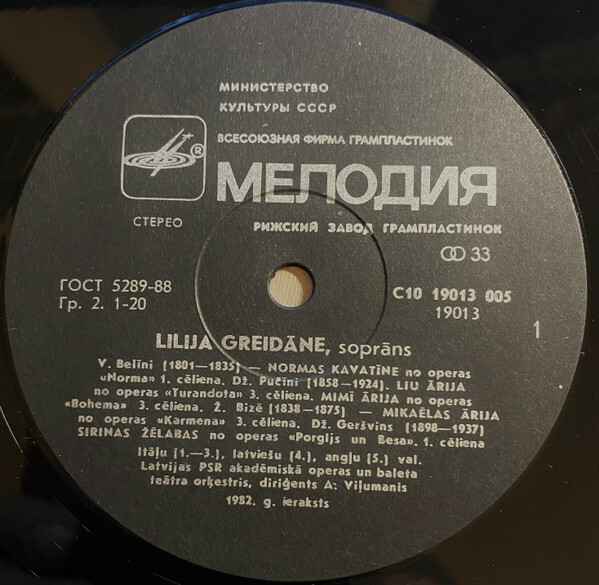 МИНИСТЕРСТВО
КУЛЬТУРЫ СССР
ВСЕСОЮЗНАЯ ФИРМА ГРАМПЛАСТИНОК
®
МЕЛОДИЯ
СТЕРЕО
РИЖСКИЙ ЗАВОД ГРАМПЛАСТИНОК
33
ГОСТ 5289-88
Гр. 2. 1-20
С10 19013 005
19013
1
LILIJA GREIDĀNE, soprāns
V. Belīni (1801—1835) — NORMAS KAVATĪNE no operas
«Norma» 1. cēliena. Dž. Pučīni (1858—1924). LIU ĀRIJA
no operas «Turandota» 3. cēliena. MIMĪ ĀRIJA no operas
«Bohēma» 3. cēliena. Ž. Bizē (1838—1875) — MIKAĒLAS ĀRIJA
no operas «Karmena» 3. cēliena. Dž. Geršvins (1898—1937)
SIRINAS ŽĒLABAS no operas «Porgijs un Besa». 1. cēliena
Itāļu (1.—3.), latviešu (4.), angļu (5.) val.
Latvijas PSR akadēmiskā operas un baleta
teātra orķestris, diriģents A. Viļumanis
1982. g. ieraksts